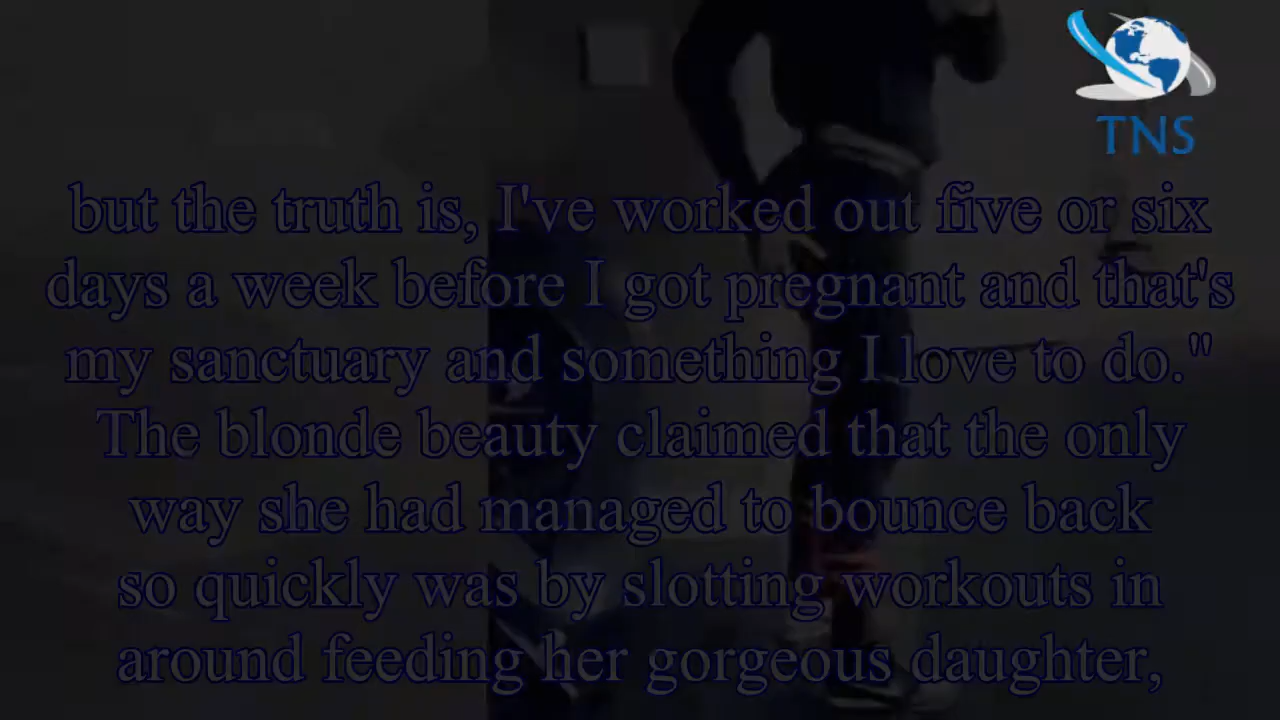 TNS
but the truth is, I've worked out five or six
days a week before I got pregnant and that's
my sanctuary and something I love to do."
The blonde beauty claimed that the only
way she had managed to bounce back
so quickly was by slotting workouts in
around feeding her gorgeous daughter,